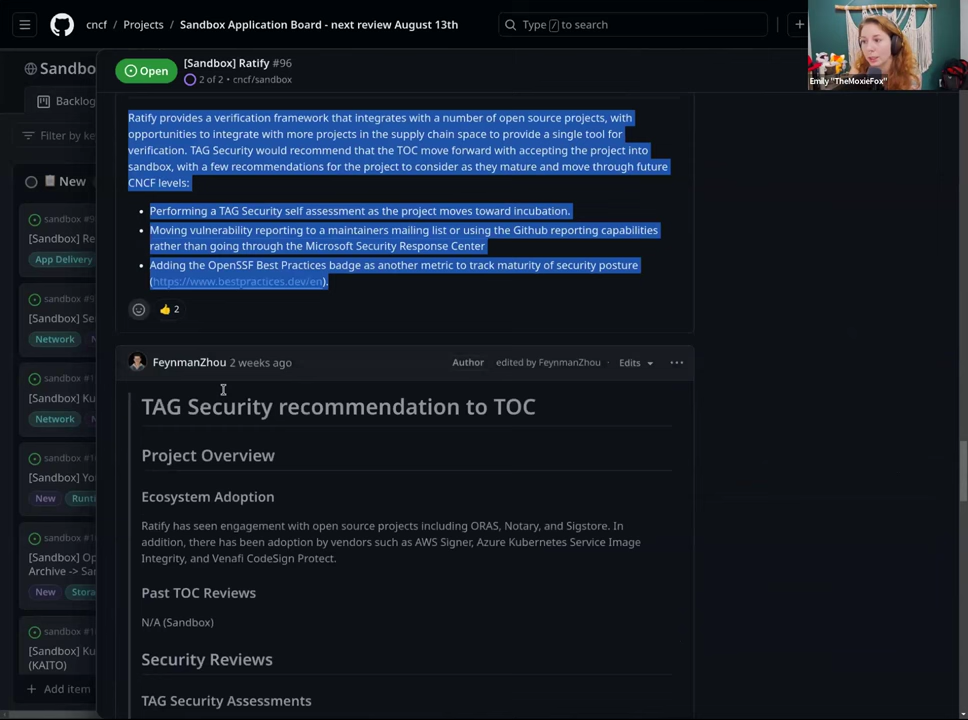 cncf / Projects / Sandbox Application Board - next review August 13th
Type / to search
Emily "TheMoxieFox"
Sandbo
Backlog
Filter by ke
New
sandbox #9
[Sandbox] Re
App Delivery
sandbox #9
[Sandbox] Se
Network
sandbox #1
[Sandbox] Ku
Network
sandbox #1
[Sandbox] Yo
New Runti
sandbox #1
[Sandbox] Op
Archive -> Sa
New Stora
sandbox #1
[Sandbox] Ku
(KAITO)
Add item
Open
[Sandbox] Ratify #96
2 of 2 · cncf/sandbox
Ratify provides a verification framework that integrates with a number of open source projects, with
opportunities to integrate with more projects in the supply chain space to provide a single tool for
verification. TAG Security would recommend that the TOC move forward with accepting the project into
sandbox, with a few recommendations for the project to consider as they mature and move through future
CNCF levels:
• Performing a TAG Security self assessment as the project moves toward incubation.
• Moving vulnerability reporting to a maintainers mailing list or using the Github reporting capabilities
rather than going through the Microsoft Security Response Center
• Adding the OpenSSF Best Practices badge as another metric to track maturity of security posture
(https://www.bestpractices.dev/en).
👍 2
FeynmanZhou 2 weeks ago Author edited by FeynmanZhou · Edits
TAG Security recommendation to TOC
Project Overview
Ecosystem Adoption
Ratify has seen engagement with open source projects including ORAS, Notary, and Sigstore. In
addition, there has been adoption by vendors such as AWS Signer, Azure Kubernetes Service Image
Integrity, and Venafi CodeSign Protect.
Past TOC Reviews
N/A (Sandbox)
Security Reviews
TAG Security Assessments